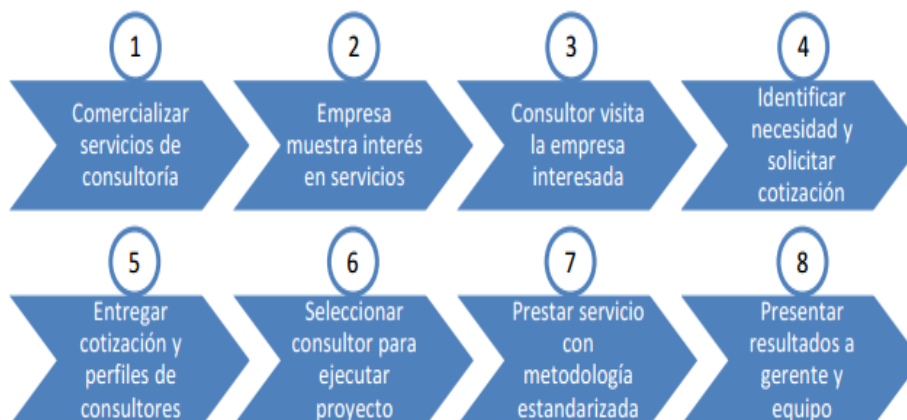 1
Comercializar
servicios de
consultoría
2
Empresa
muestra interés
en servicios
3
Consultor visita
la empresa
interesada
4
Identificar
necesidad y
solicitar
cotización
5
Entregar
cotización y
perfiles de
consultores
6
Seleccionar
consultor para
ejecutar
proyecto
7
Prestar servicio
con
metodología
estandarizada
8
Presentar
resultados a
gerente y
equipo